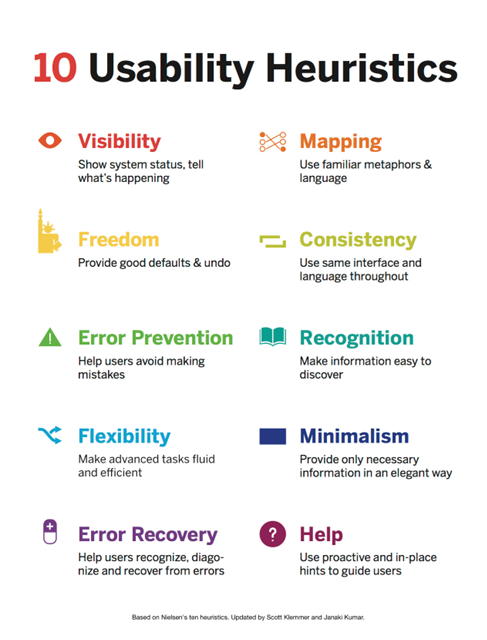 10 Usability Heuristics
Visibility
Show system status, tell
what's happening
Mapping
Use familiar metaphors &
language
Freedom
Provide good defaults & undo
Consistency
Use same interface and
language throughout
Error Prevention
Help users avoid making
mistakes
Recognition
Make information easy to
discover
Flexibility
Make advanced tasks fluid
and efficient
Minimalism
Provide only necessary
information in an elegant way
Error Recovery
Help users recognize, diago-
nize and recover from errors
Help
Use proactive and in-place
hints to guide users
Based on Nielsen's ten heuristics. Updated by Scott Klemmer and Janaki Kumar.